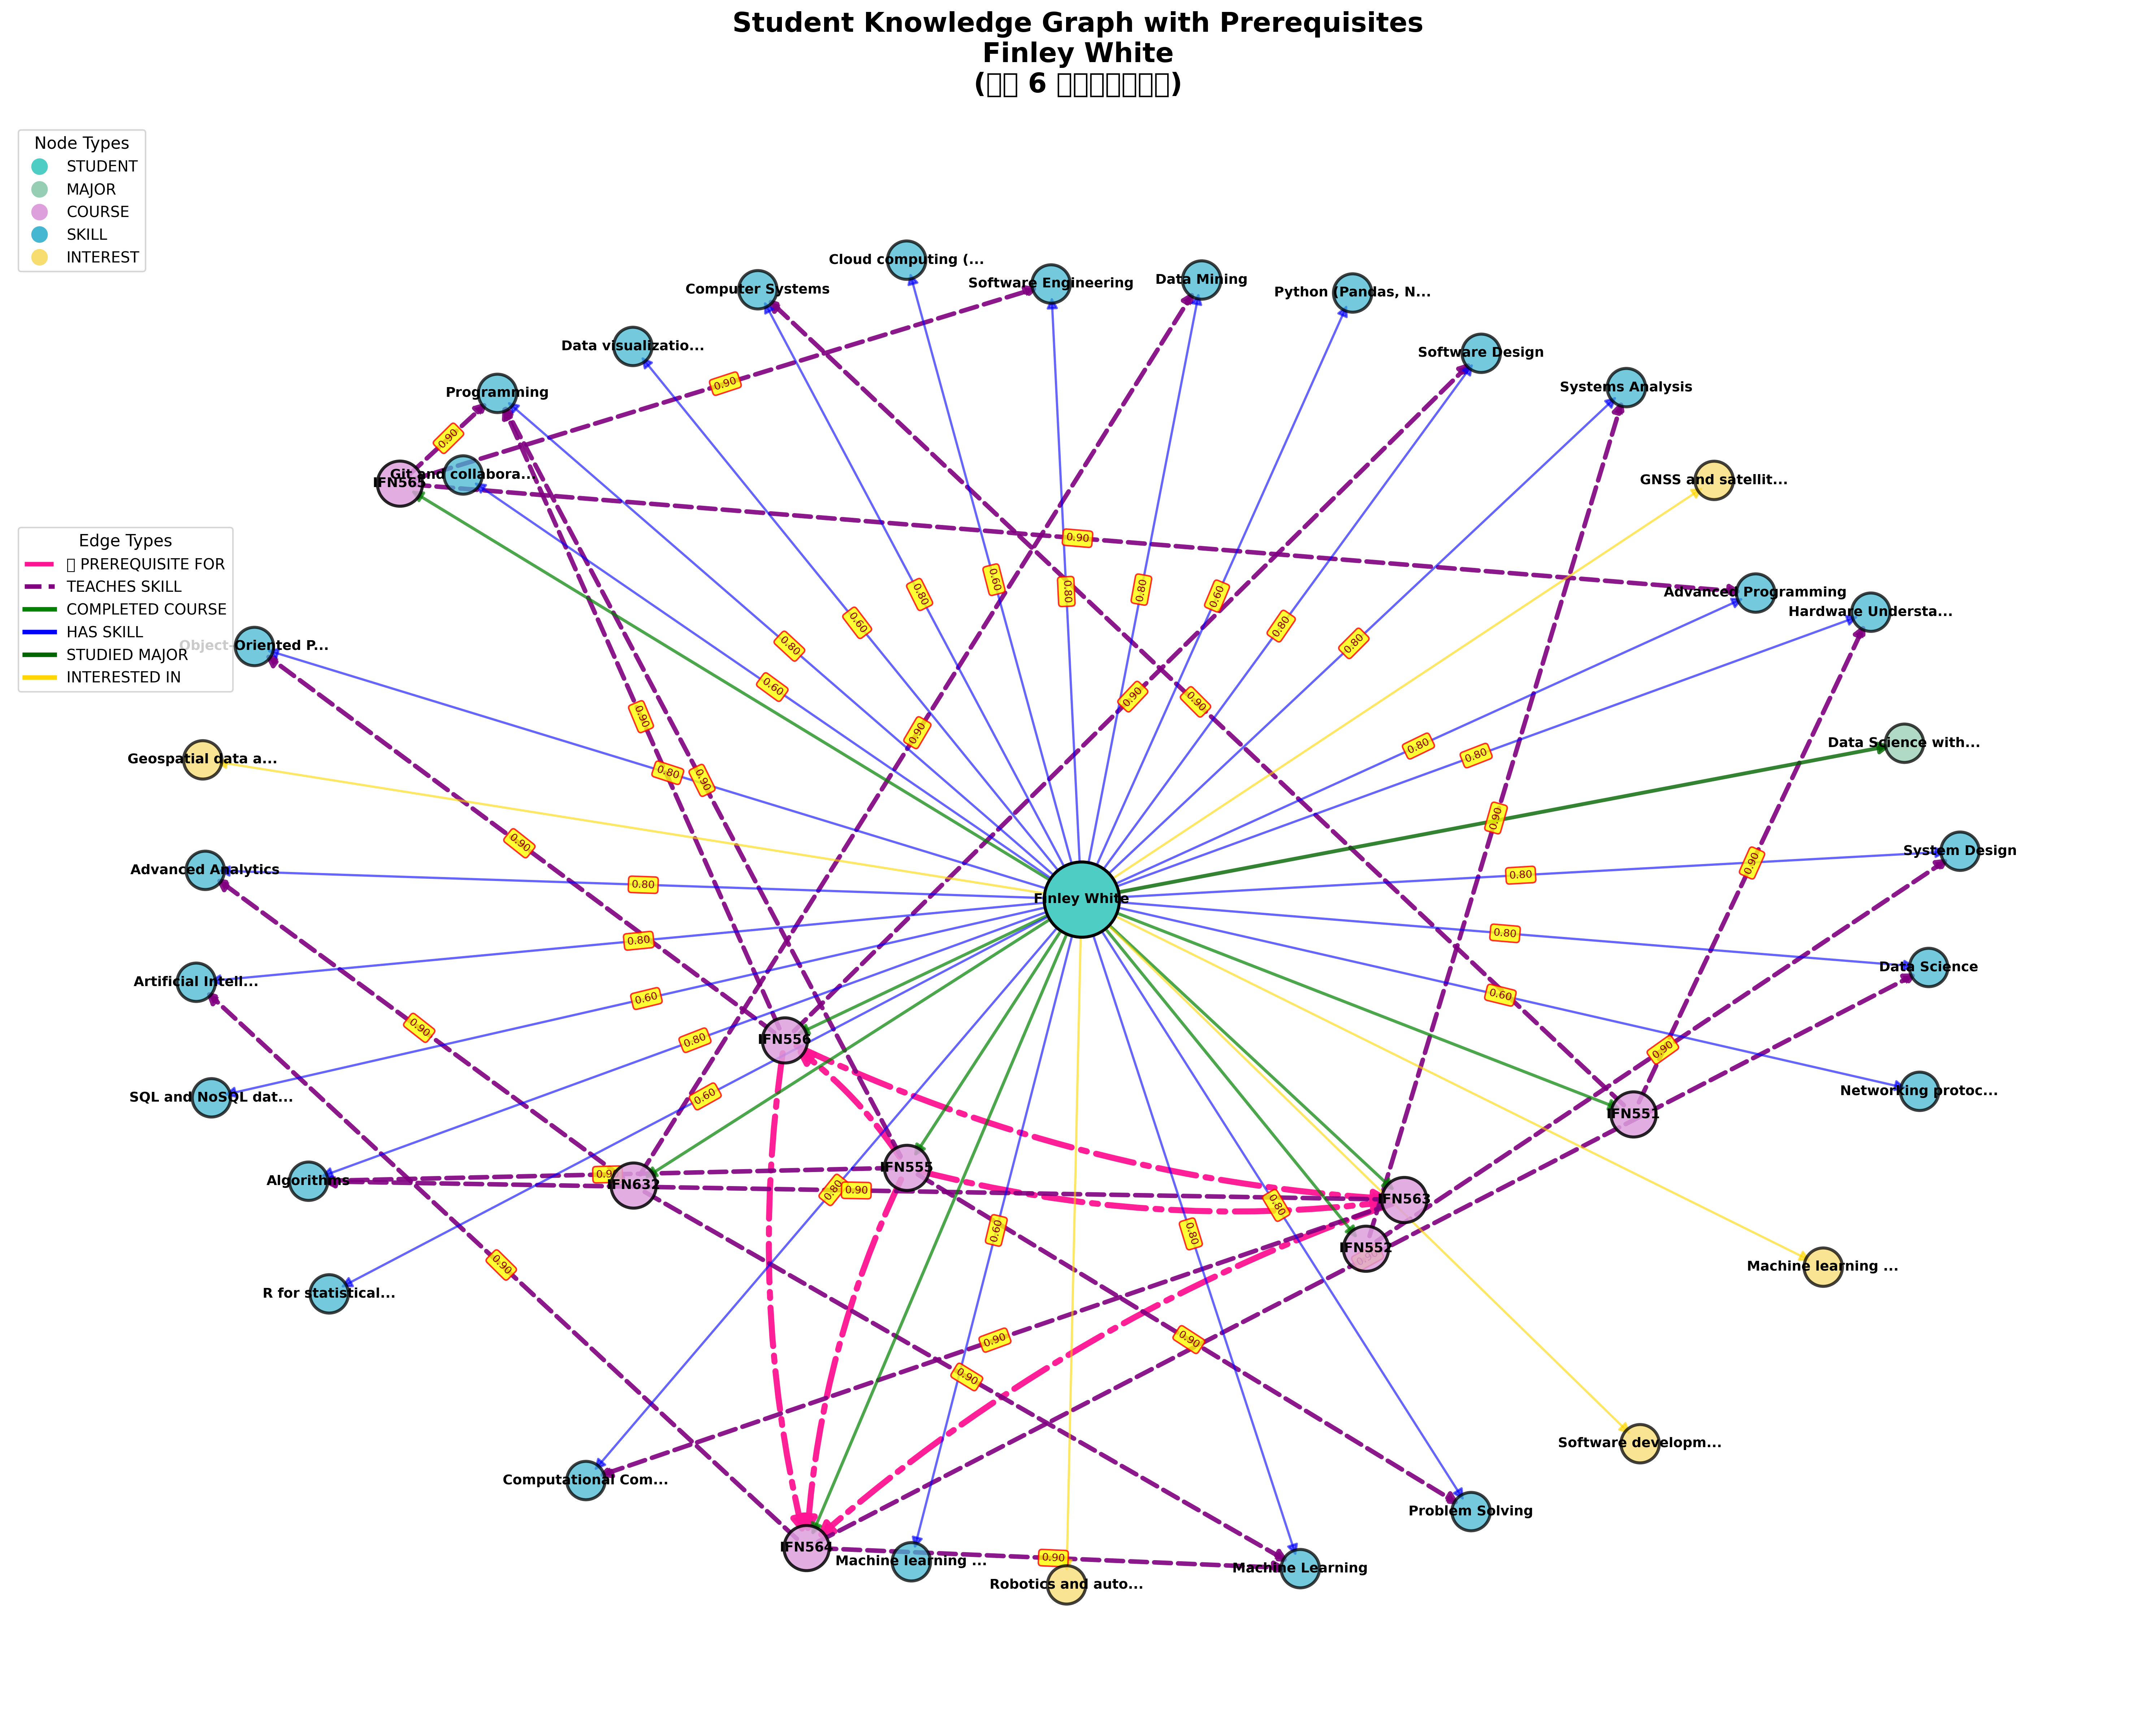 Student Knowledge Graph with Prerequisites
Finley White
(□□ 6 □□□□□□□)
Node Types
STUDENT
MAJOR
COURSE
SKILL
INTEREST
Edge Types
□ PREREQUISITE FOR
TEACHES SKILL
COMPLETED COURSE
HAS SKILL
STUDIED MAJOR
INTERESTED IN
Cloud computing (...
Software Engineering
Data Mining
Computer Systems
Python (Pandas, N...
Data visualizatio...
Software Design
Programming
Systems Analysis
Git and collabora...
IFN565
GNSS and satellit...
Advanced Programming
Hardware Understa...
Object-Oriented P...
Data Science with...
Geospatial data a...
System Design
Advanced Analytics
Finley White
Data Science
Artificial Intell...
IFN556
Networking protoc...
SQL and NoSQL dat...
IFN551
IFN555
Algorithms
IFN632
IFN563
IFN552
Machine learning ...
R for statistical...
Software developm...
Computational Com...
Problem Solving
IFN564
Machine learning ...
Machine Learning
Robotics and auto...
0.90
0.90
0.90
0.60
0.80
0.80
0.80
0.60
0.60
0.80
0.80
0.80
0.60
0.90
0.90
0.90
0.90
0.90
0.80
0.80
0.80
0.90
0.90
0.90
0.90
0.80
0.80
0.80
0.80
0.60
0.60
0.90
0.80
0.90
0.60
0.90
0.80
0.90
0.60
0.80
0.80
0.90
0.90
0.90
0.90
0.90